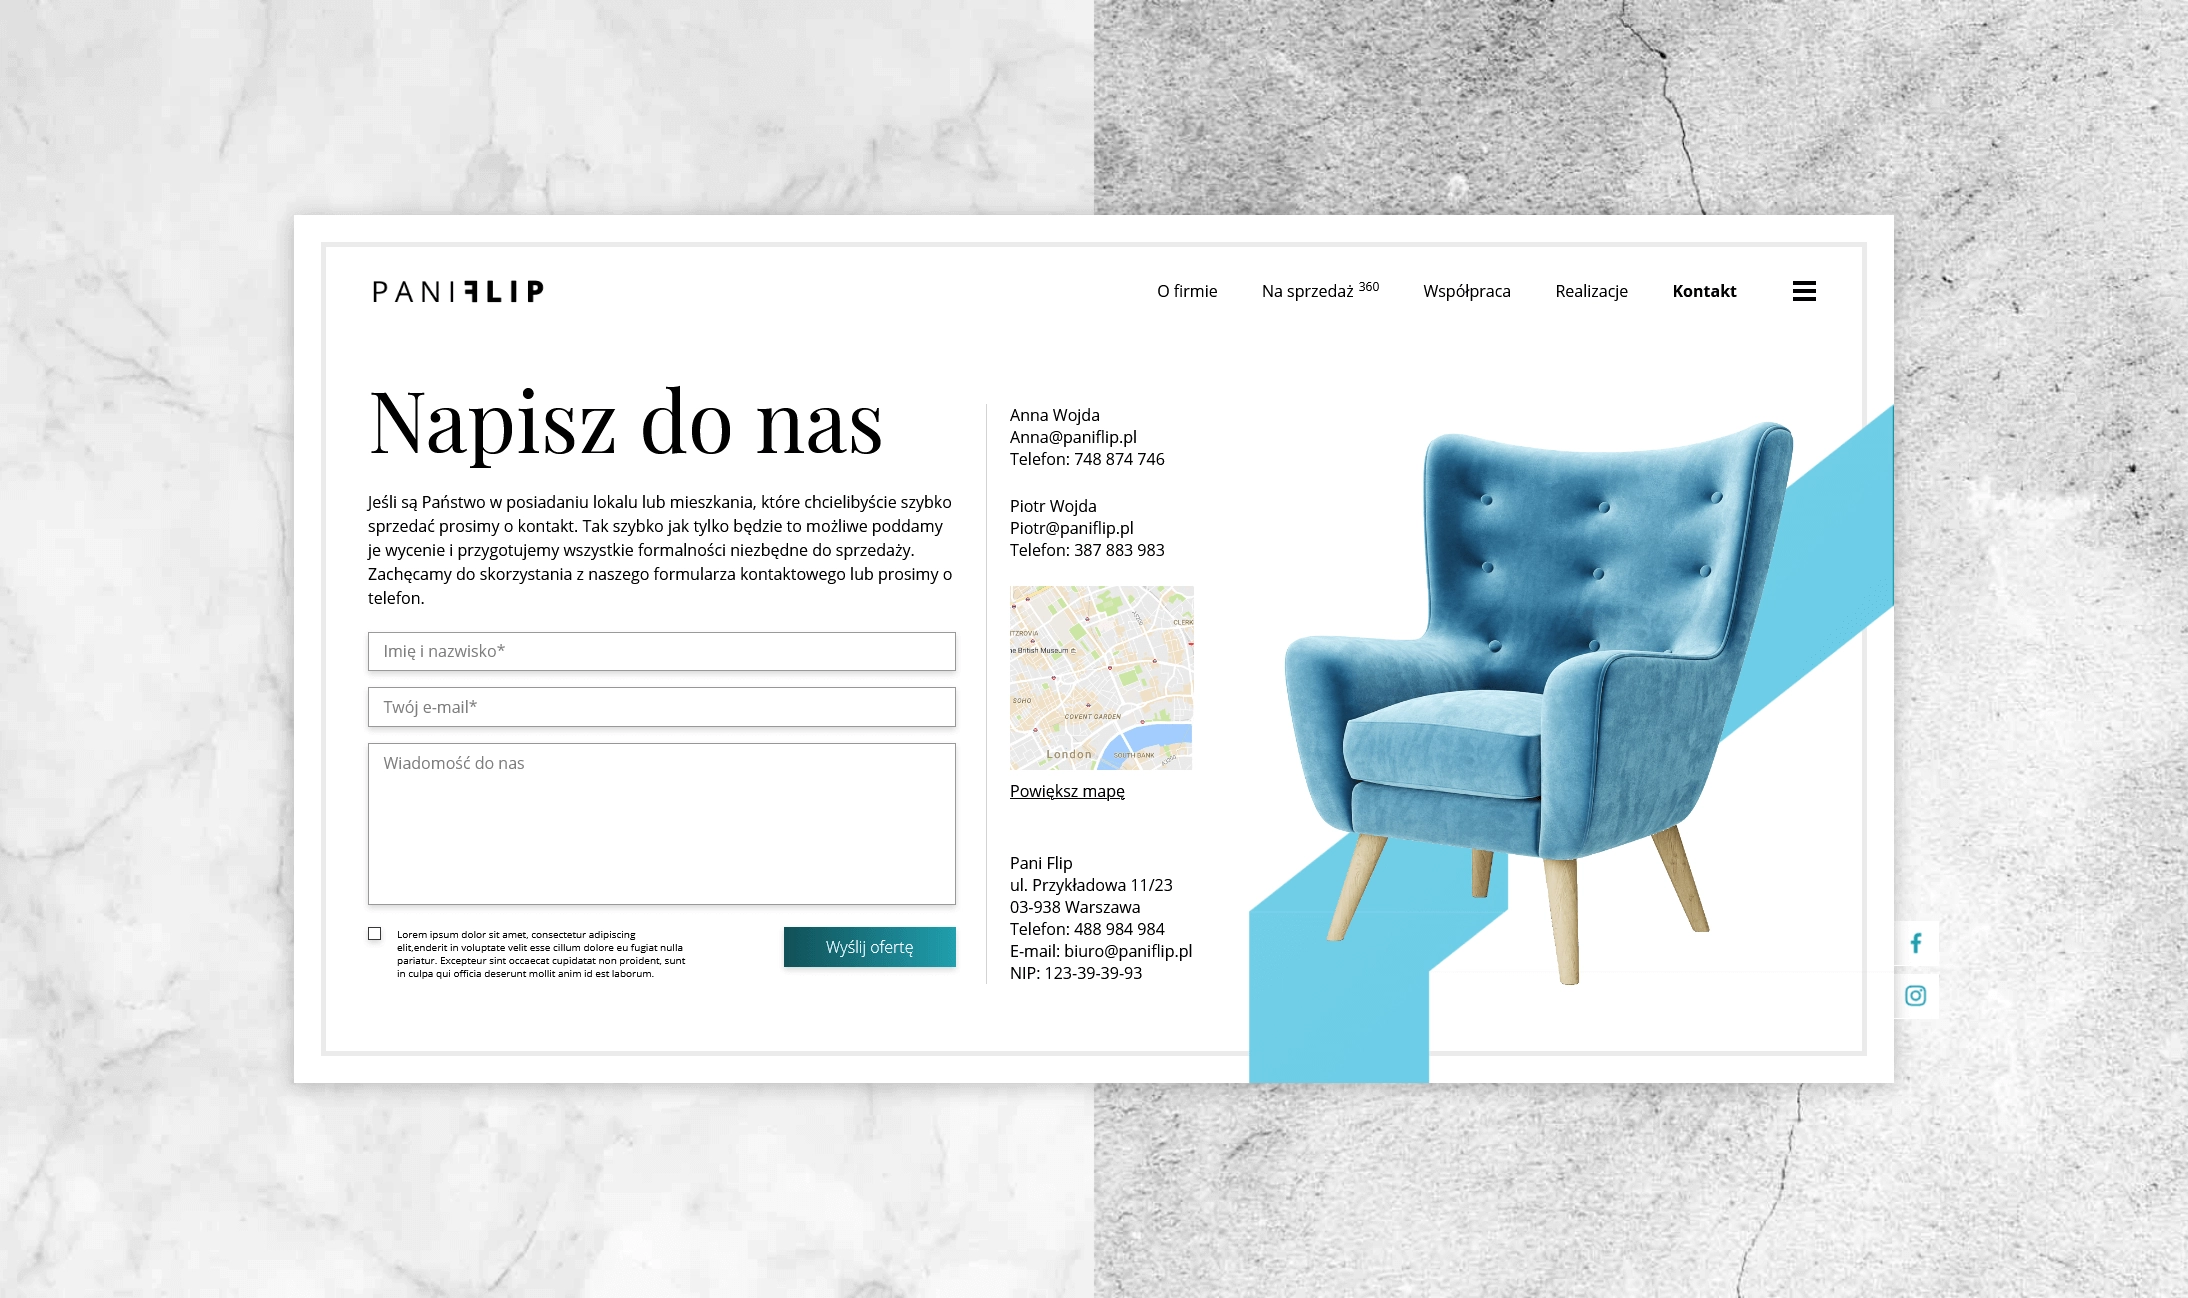 PANIFLIP
O firmie Na sprzedaż 360 Współpraca Realizacje Kontakt
Napisz do nas
Jeśli są Państwo w posiadaniu lokalu lub mieszkania, które chcielibyście szybko
sprzedać prosimy o kontakt. Tak szybko jak tylko będzie to możliwe poddamy
je wycenie i przygotujemy wszystkie formalności niezbędne do sprzedaży.
Zachęcamy do skorzystania z naszego formularza kontaktowego lub prosimy o
telefon.
Imię i nazwisko*
Twój e-mail*
Wiadomość do nas
Lorem ipsum dolor sit amet, consectetur adipiscing
elit,enderit in voluptate velit esse cillum dolore eu fugiat nulla
pariatur. Excepteur sint occaecat cupidatat non proident, sunt
in culpa qui officia deserunt mollit anim id est laborum.
Wyślij ofertę
Anna Wojda
Anna@paniflip.pl
Telefon: 748 874 746
Piotr Wojda
Piotr@paniflip.pl
Telefon: 387 883 983
TZROVIA
CLERK
he British Museum
SOHO
COVENT GARDEN
London
SOUTH BANK
Powiększ mapę
Pani Flip
ul. Przykładowa 11/23
03-938 Warszawa
Telefon: 488 984 984
E-mail: biuro@paniflip.pl
NIP: 123-39-39-93